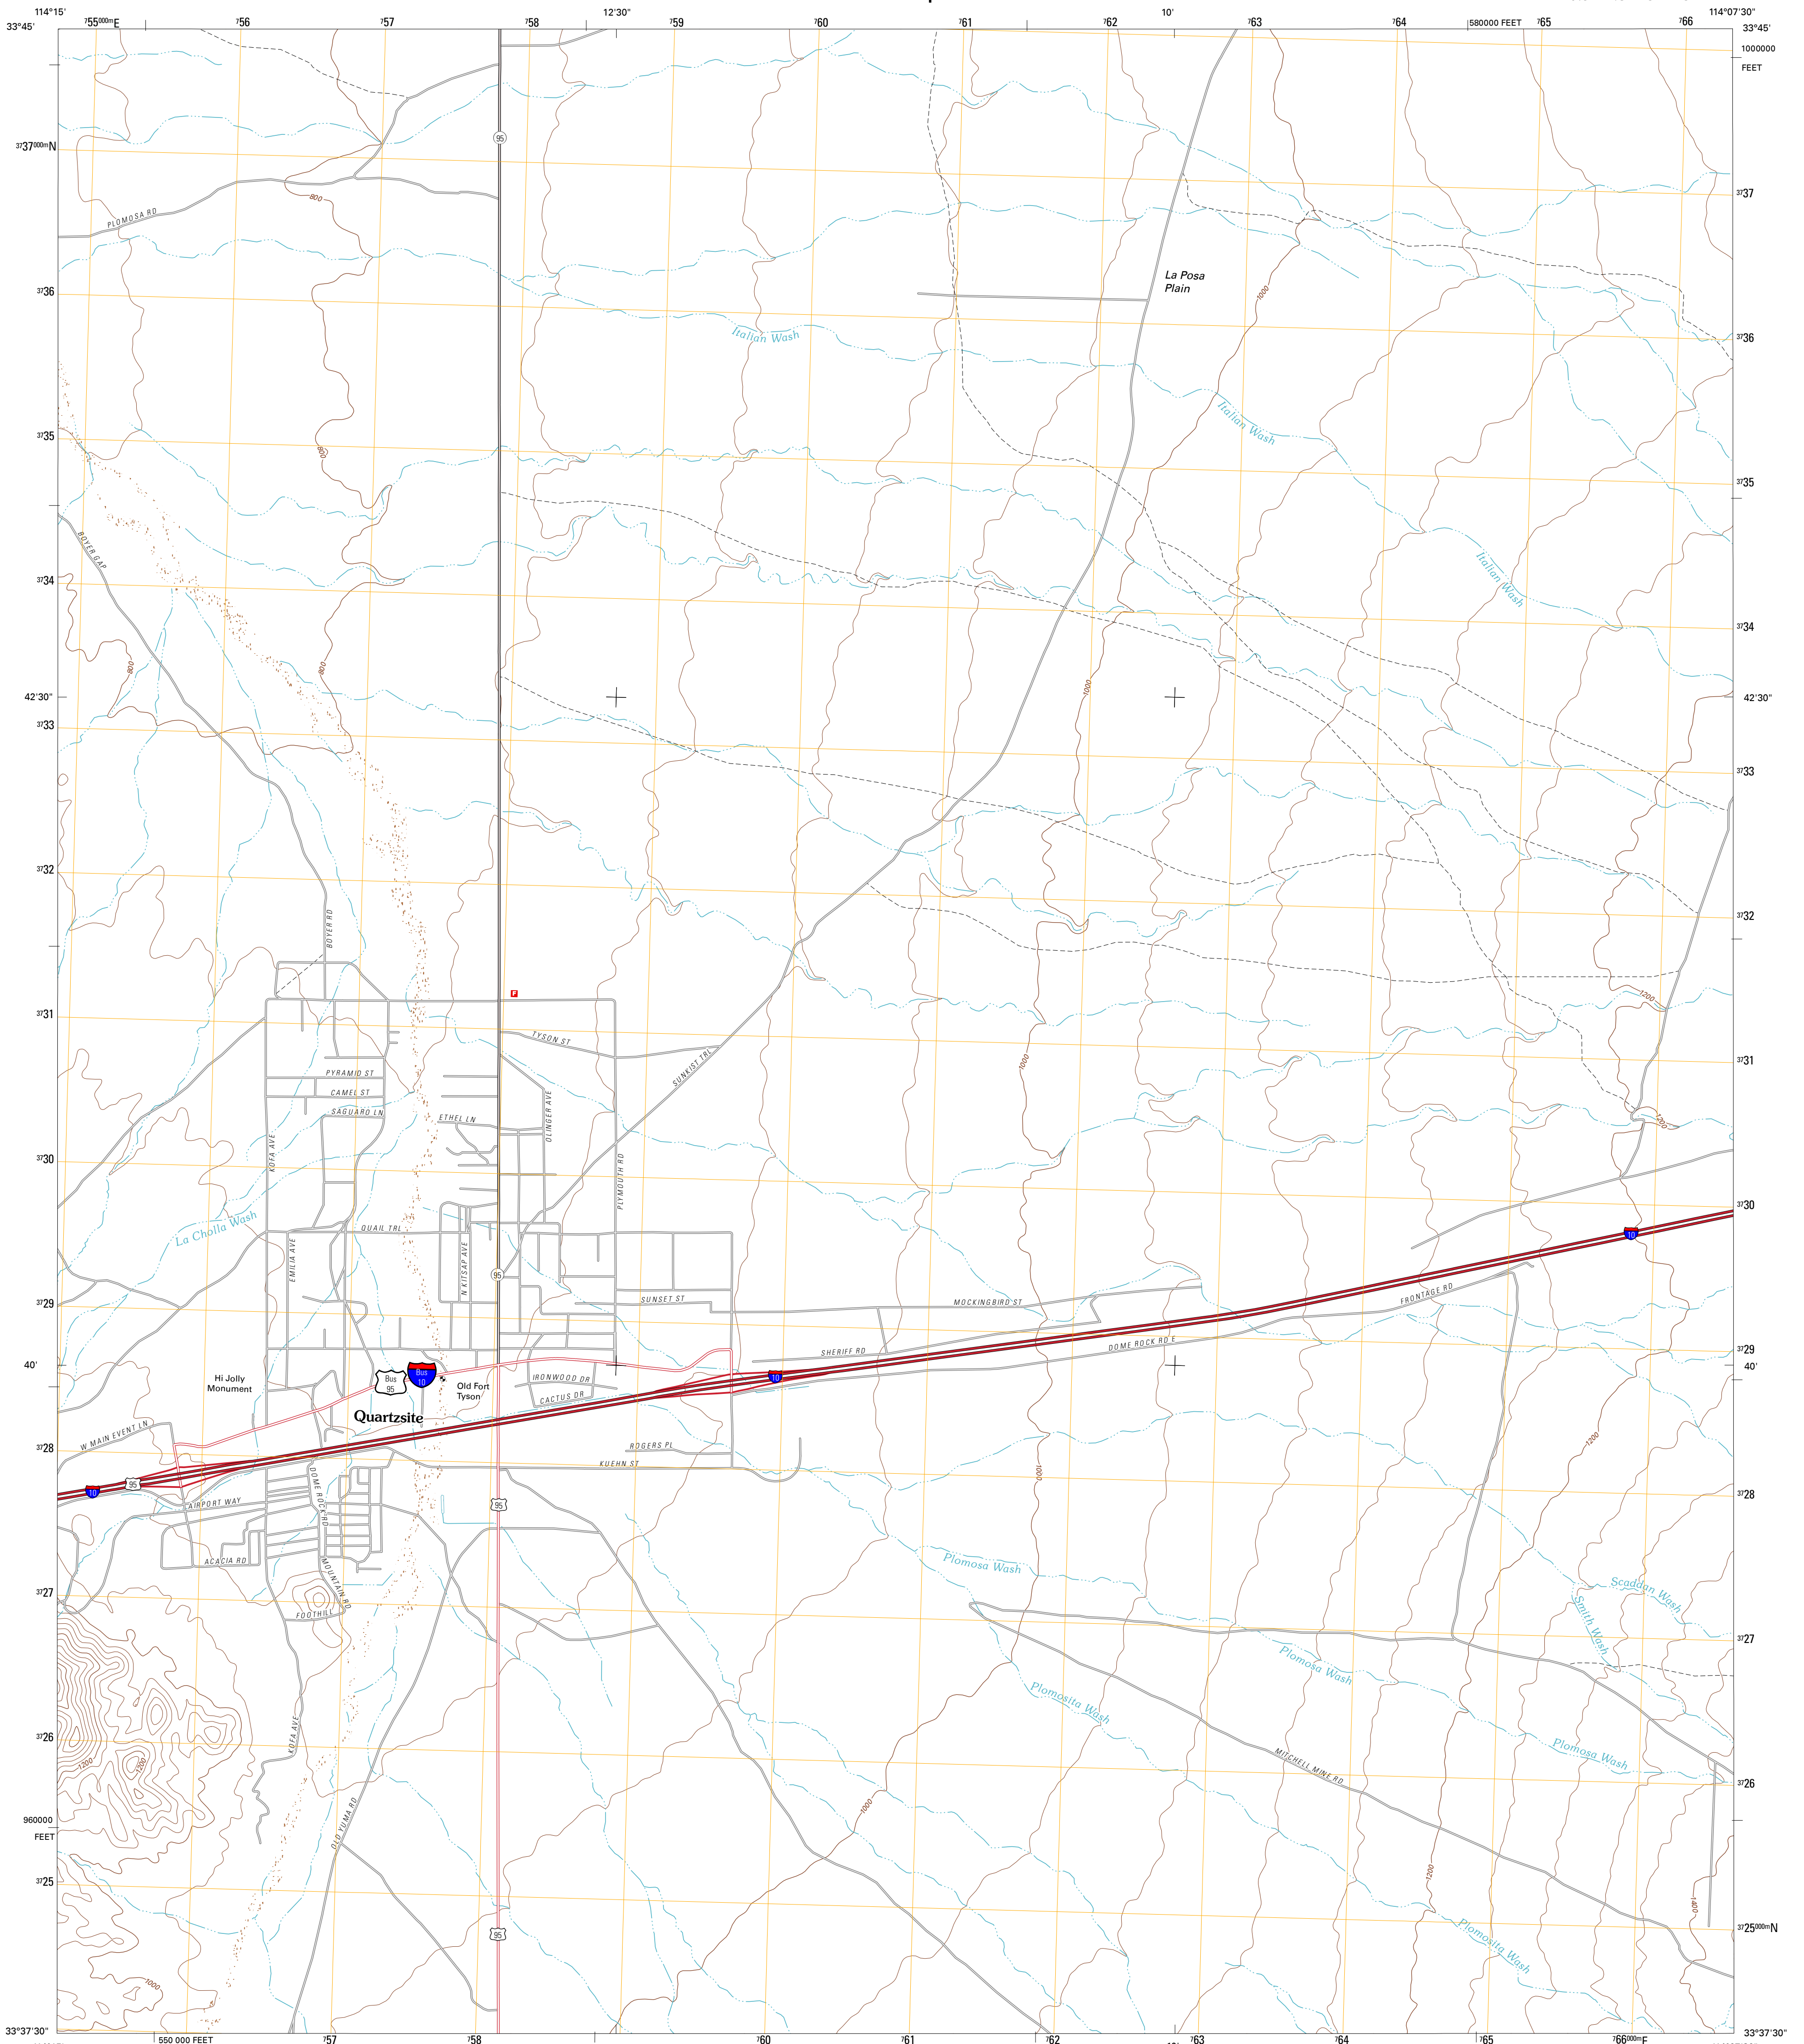 114°15'
⁷55⁰⁰⁰ᵐE
⁷56
⁷57
⁷58
12'30"
⁷59
⁷60
⁷61
⁷62
10'
⁷63
⁷64
580000 FEET
⁷65
⁷66
114°07'30"
33°45'
33°45'
1000000
FEET
95
³⁷37⁰⁰⁰ᵐN
³⁷37
800
PLOMOSA RD
La Posa
Plain
³⁷36
1000
Italian Wash
³⁷36
Italian Wash
³⁷35
800
³⁷35
BOYER GAP
Italian Wash
³⁷34
³⁷34
800
800
1000
42'30"
42'30"
³⁷33
³⁷33
³⁷32
³⁷32
BOYER RD
F
1200
³⁷31
TYSON ST
³⁷31
SUNKIST TRL
1000
PYRAMID ST
CAMEL ST
SAGUARO LN
ETHEL LN
OLINGER AVE
1200
KOFA AVE
³⁷30
PLYMOUTH RD
³⁷30
La Cholla Wash
QUAIL TRL
10
EMILIA AVE
N KITSAP AVE
95
³⁷29
SUNSET ST
MOCKINGBIRD ST
FRONTAGE RD
DOME ROCK RD E
SHERIFF RD
³⁷29
40'
40'
Hi Jolly
Monument
Bus
95
Bus
10
Old Fort
Tyson
IRONWOOD DR
CACTUS DR
10
Quartzsite
W MAIN EVENT LN
³⁷28
ROGERS PL
KUEHN ST
1200
1000
10
95
AIRPORT WAY
DOME ROCK RD
95
³⁷28
ACACIA RD
MOUNTAIN RD
Plomosa Wash
Scaddan Wash
Smith Wash
³⁷27
FOOTHILL
³⁷27
Plomosa Wash
Plomosita Wash
KOFA AVE
³⁷26
Plomosa Wash
MITCHELL MINE RD
1200
1200
³⁷26
960000
FEET
OLD YUMA RD
1000
1200
³⁷25
1400
95
Plomosita Wash
³⁷25⁰⁰⁰ᵐN
1000
33°37'30"
33°37'30"
550 000 FEET
⁷57
⁷58
⁷60
⁷61
⁷62
⁷63
⁷64
⁷65
⁷66⁰⁰⁰ᵐE